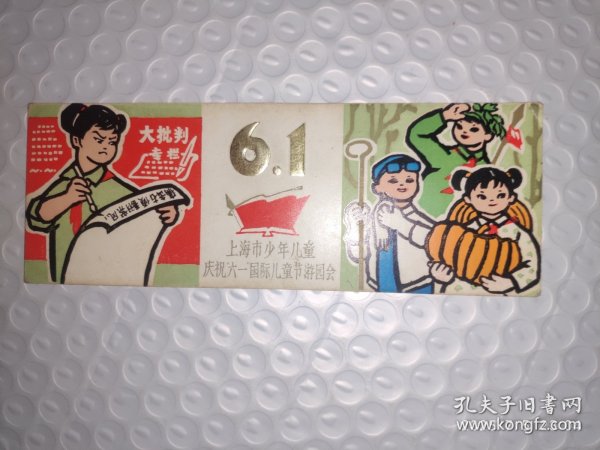 大批判
专栏
6.1
上海市少年儿童
庆祝六一国际儿童节游园会
孔夫子旧书网
www.kongfz.com